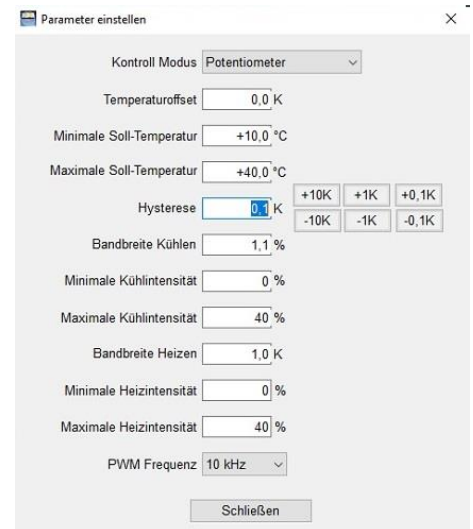 Parameter einstellen
Kontroll Modus Potentiometer
Temperaturoffset 0,0 K
Minimale Soll-Temperatur +10,0 °C
Maximale Soll-Temperatur +40,0 °C
Hysterese 0,1 K +10K +1K +0,1K
-10K -1K -0,1K
Bandbreite Kühlen 1,1 %
Minimale Kühlintensität 0 %
Maximale Kühlintensität 40 %
Bandbreite Heizen 1,0 K
Minimale Heizintensität 0 %
Maximale Heizintensität 40 %
PWM Frequenz 10 kHz
Schließen